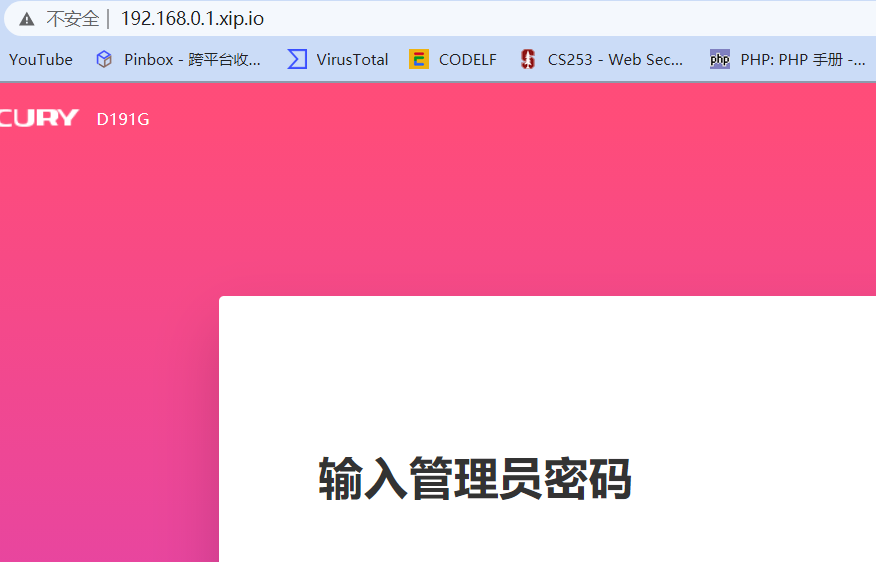 不安全 | 192.168.0.1.xip.io
YouTube Pinbox - 跨平台收... VirusTotal CODELF CS253 - Web Sec... php PHP: PHP 手册 -...
CURY D191G
输入管理员密码